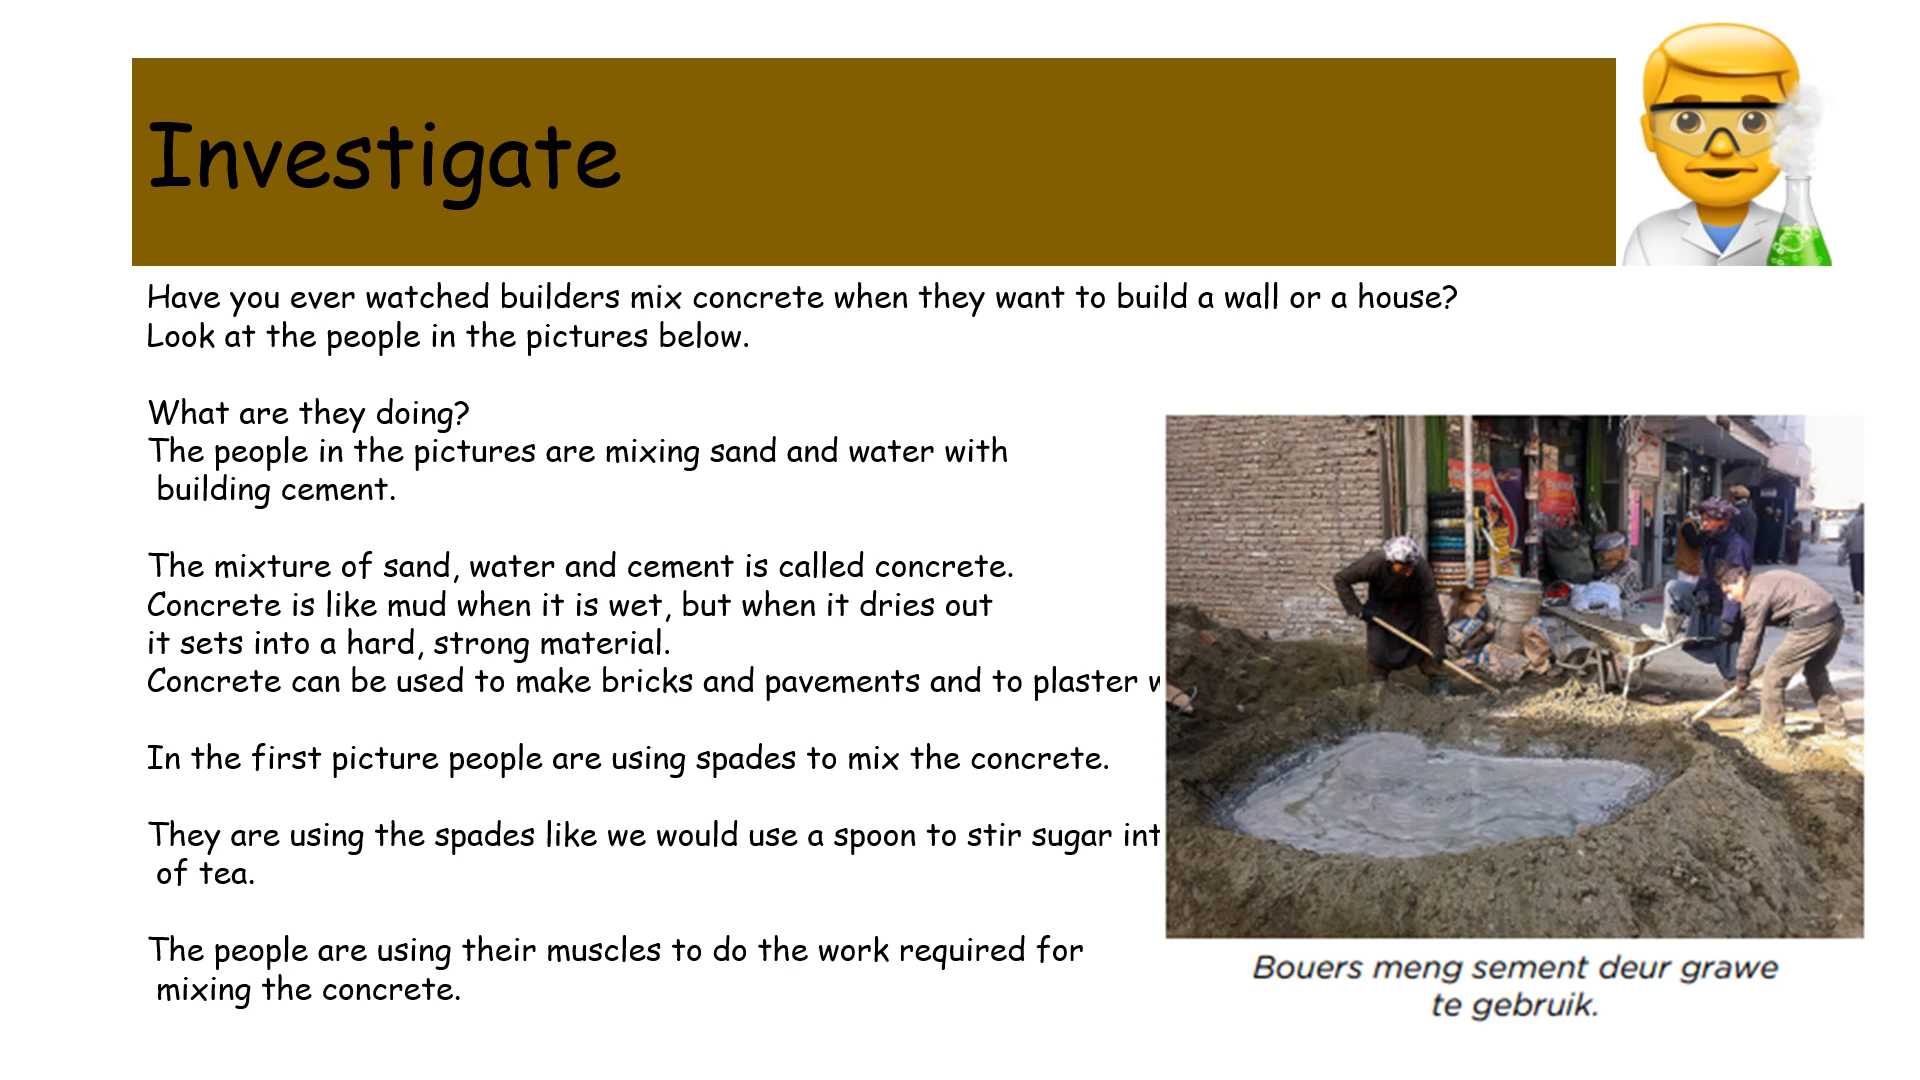 Investigate
Have you ever watched builders mix concrete when they want to build a wall or a house?
Look at the people in the pictures below.
What are they doing?
The people in the pictures are mixing sand and water with
building cement.
The mixture of sand, water and cement is called concrete.
Concrete is like mud when it is wet, but when it dries out
it sets into a hard, strong material.
Concrete can be used to make bricks and pavements and to plaster
In the first picture people are using spades to mix the concrete.
They are using the spades like we would use a spoon to stir sugar
of tea.
The people are using their muscles to do the work required for
mixing the concrete.
Bouers meng sement deur grawe
te gebruik.